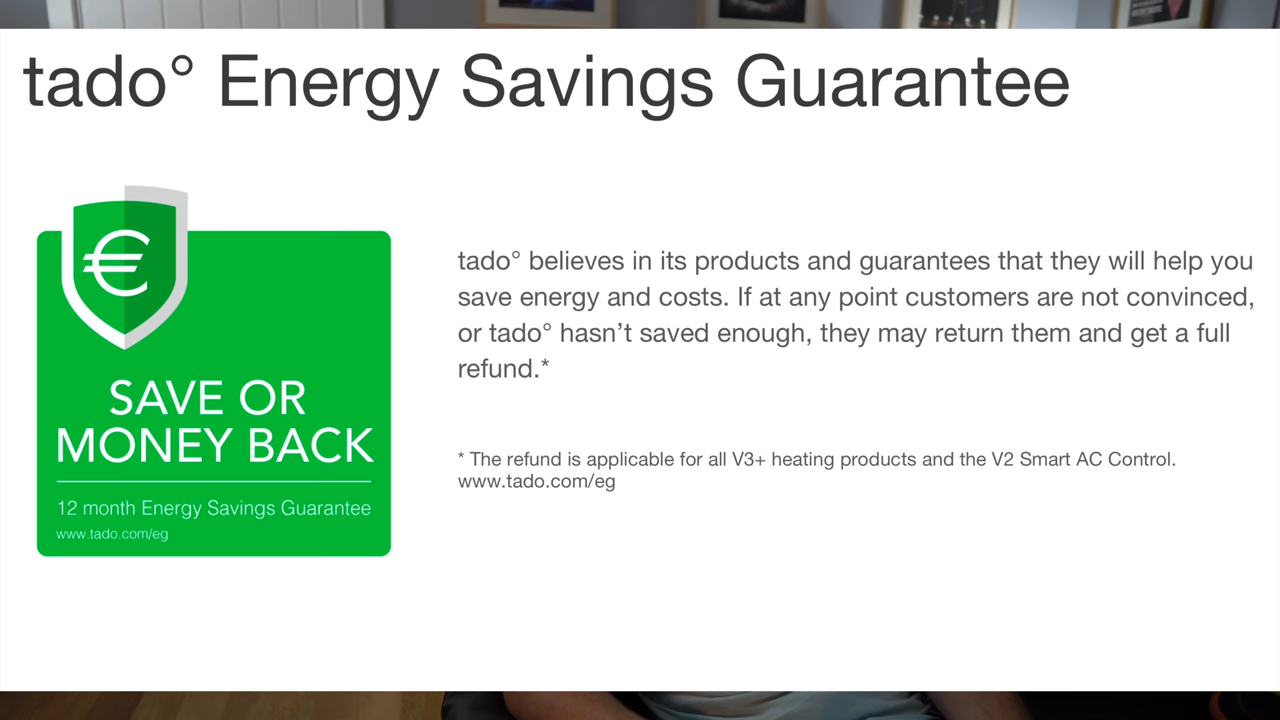 tado° Energy Savings Guarantee
€
SAVE OR
MONEY BACK
12 month Energy Savings Guarantee
www.tado.com/eg
tado° believes in its products and guarantees that they will help you
save energy and costs. If at any point customers are not convinced,
or tado° hasn’t saved enough, they may return them and get a full
refund.*
* The refund is applicable for all V3+ heating products and the V2 Smart AC Control.
www.tado.com/eg